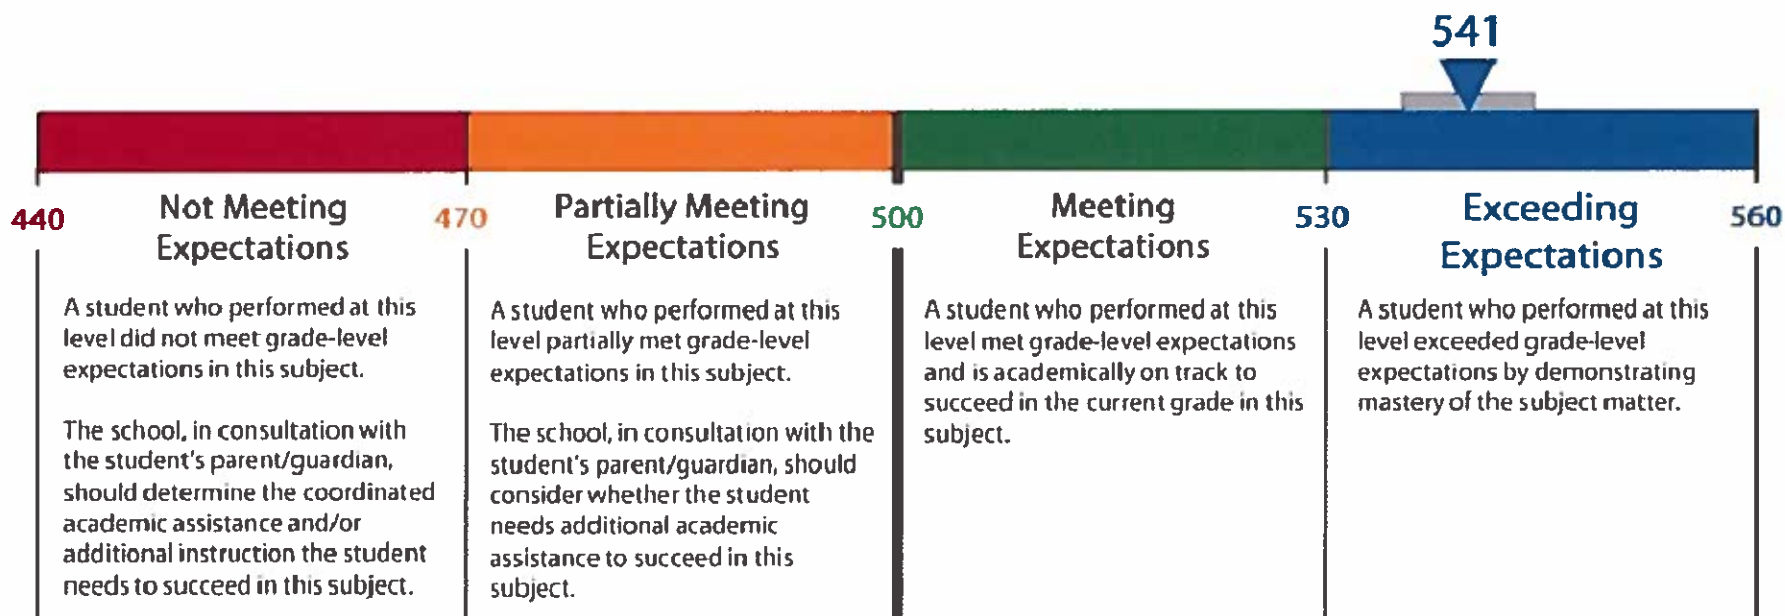 541
440
Not Meeting
Expectations
470
Partially Meeting
Expectations
500
Meeting
Expectations
530
Exceeding
Expectations
560
A student who performed at this
level did not meet grade-level
expectations in this subject.
The school, in consultation with
the student's parent/guardian,
should determine the coordinated
academic assistance and/or
additional instruction the student
needs to succeed in this subject.
A student who performed at this
level partially met grade-level
expectations in this subject.
The school, in consultation with the
student's parent/guardian, should
consider whether the student
needs additional academic
assistance to succeed in this
subject.
A student who performed at this
level met grade-level expectations
and is academically on track to
succeed in the current grade in this
subject.
A student who performed at this
level exceeded grade-level
expectations by demonstrating
mastery of the subject matter.